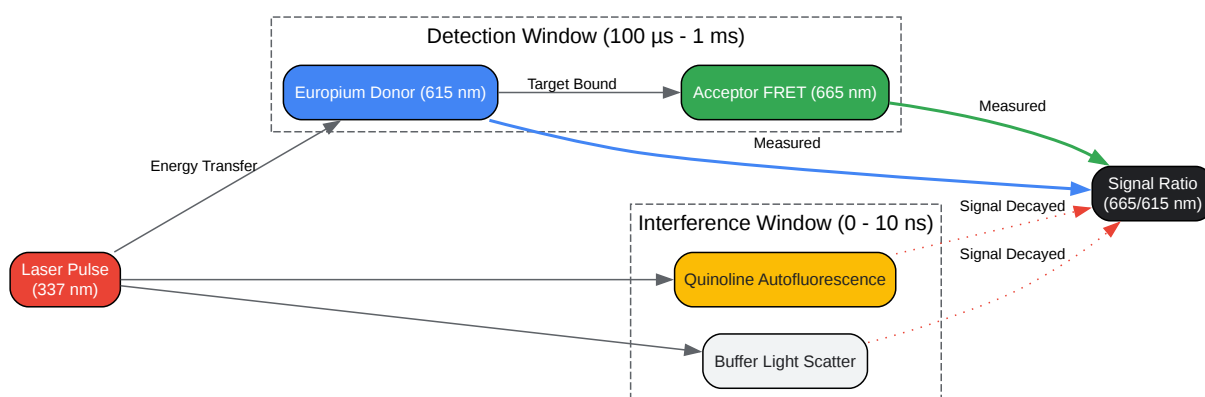 Detection Window (100 µs - 1 ms)
Europium Donor (615 nm)
Target Bound
Acceptor FRET (665 nm)
Measured
Measured
Energy Transfer
Signal Ratio
(665/615 nm)
Signal Decayed
Interference Window (0 - 10 ns)
Signal Decayed
Laser Pulse
(337 nm)
Quinoline Autofluorescence
Buffer Light Scatter